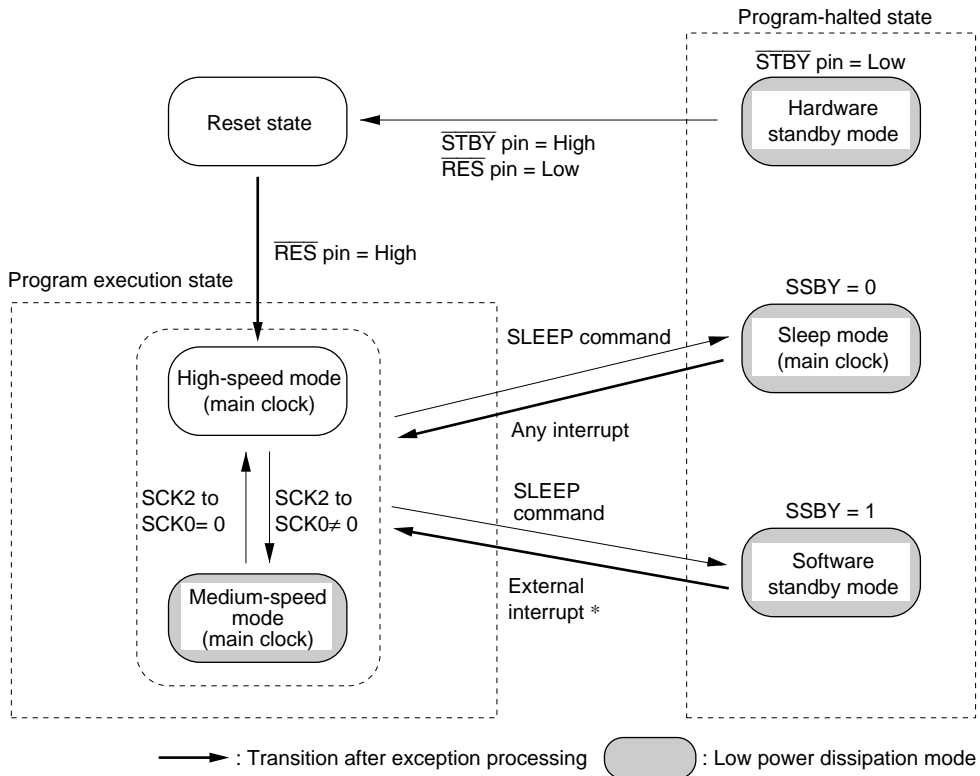 Program-halted state
STBY pin = Low
Hardware
standby mode
Reset state
STBY pin = High
RES pin = Low
RES pin = High
Program execution state
SSBY = 0
Sleep mode
(main clock)
SLEEP command
High-speed mode
(main clock)
Any interrupt
SCK2 to
SCK0= 0
SCK2 to
SCK0≠ 0
SLEEP
command
SSBY = 1
Software
standby mode
External
interrupt *
Medium-speed
mode
(main clock)
: Transition after exception processing
: Low power dissipation mode